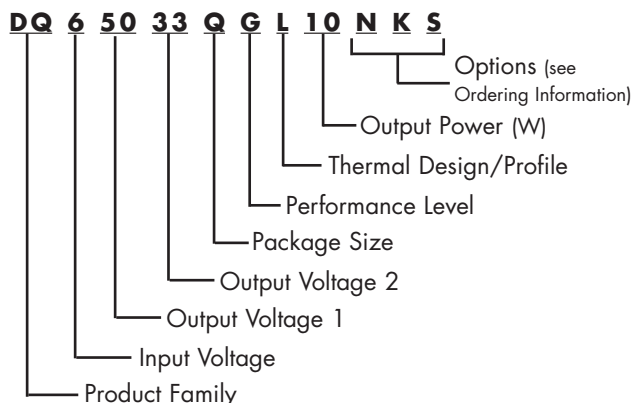 DQ 6 50 33 Q G L 10 N K S
Options (see
Ordering Information)
Output Power (W)
Thermal Design/Profile
Performance Level
Package Size
Output Voltage 2
Output Voltage 1
Input Voltage
Product Family